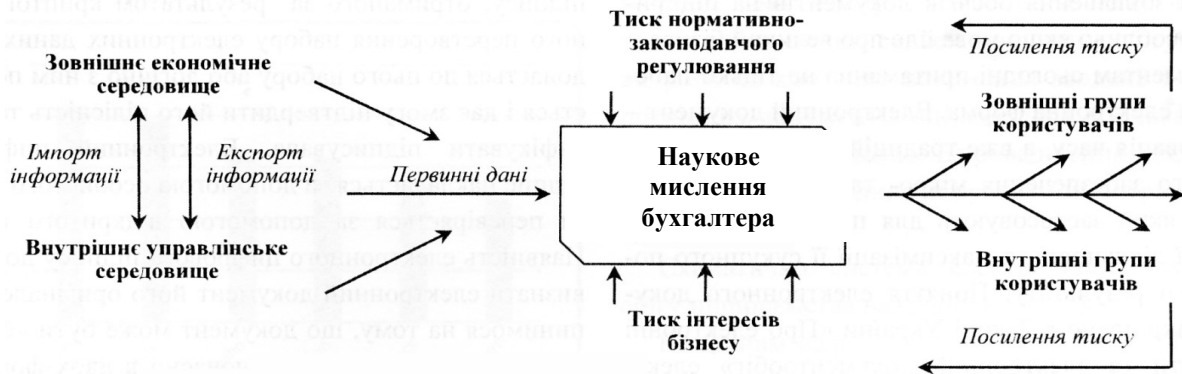 Тиск нормативно-
законодавчого
регулювання
Посилення тиску
Зовнішнє економічне
середовище
Зовнішні групи
користувачів
Імпорт
інформації
Експорт
інформації
Первинні дані
Наукове
мислення
бухгалтера
Внутрішнє управлінське
середовище
Внутрішні групи
користувачів
Тиск інтересів
бізнесу
Посилення тиску